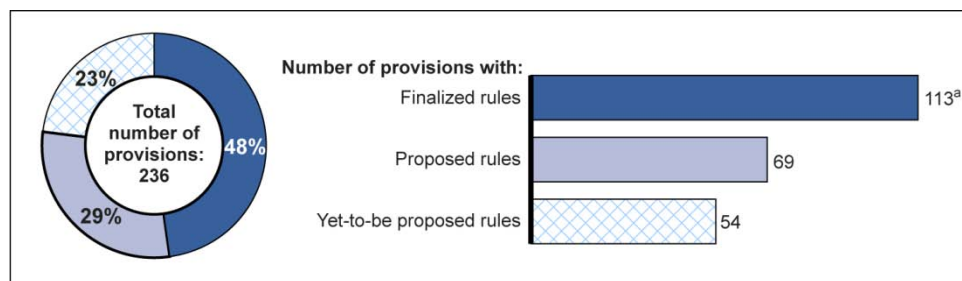 23%
Total
number of
provisions:
236
48%
29%
Number of provisions with:
Finalized rules 113ᵃ
Proposed rules 69
Yet-to-be proposed rules 54